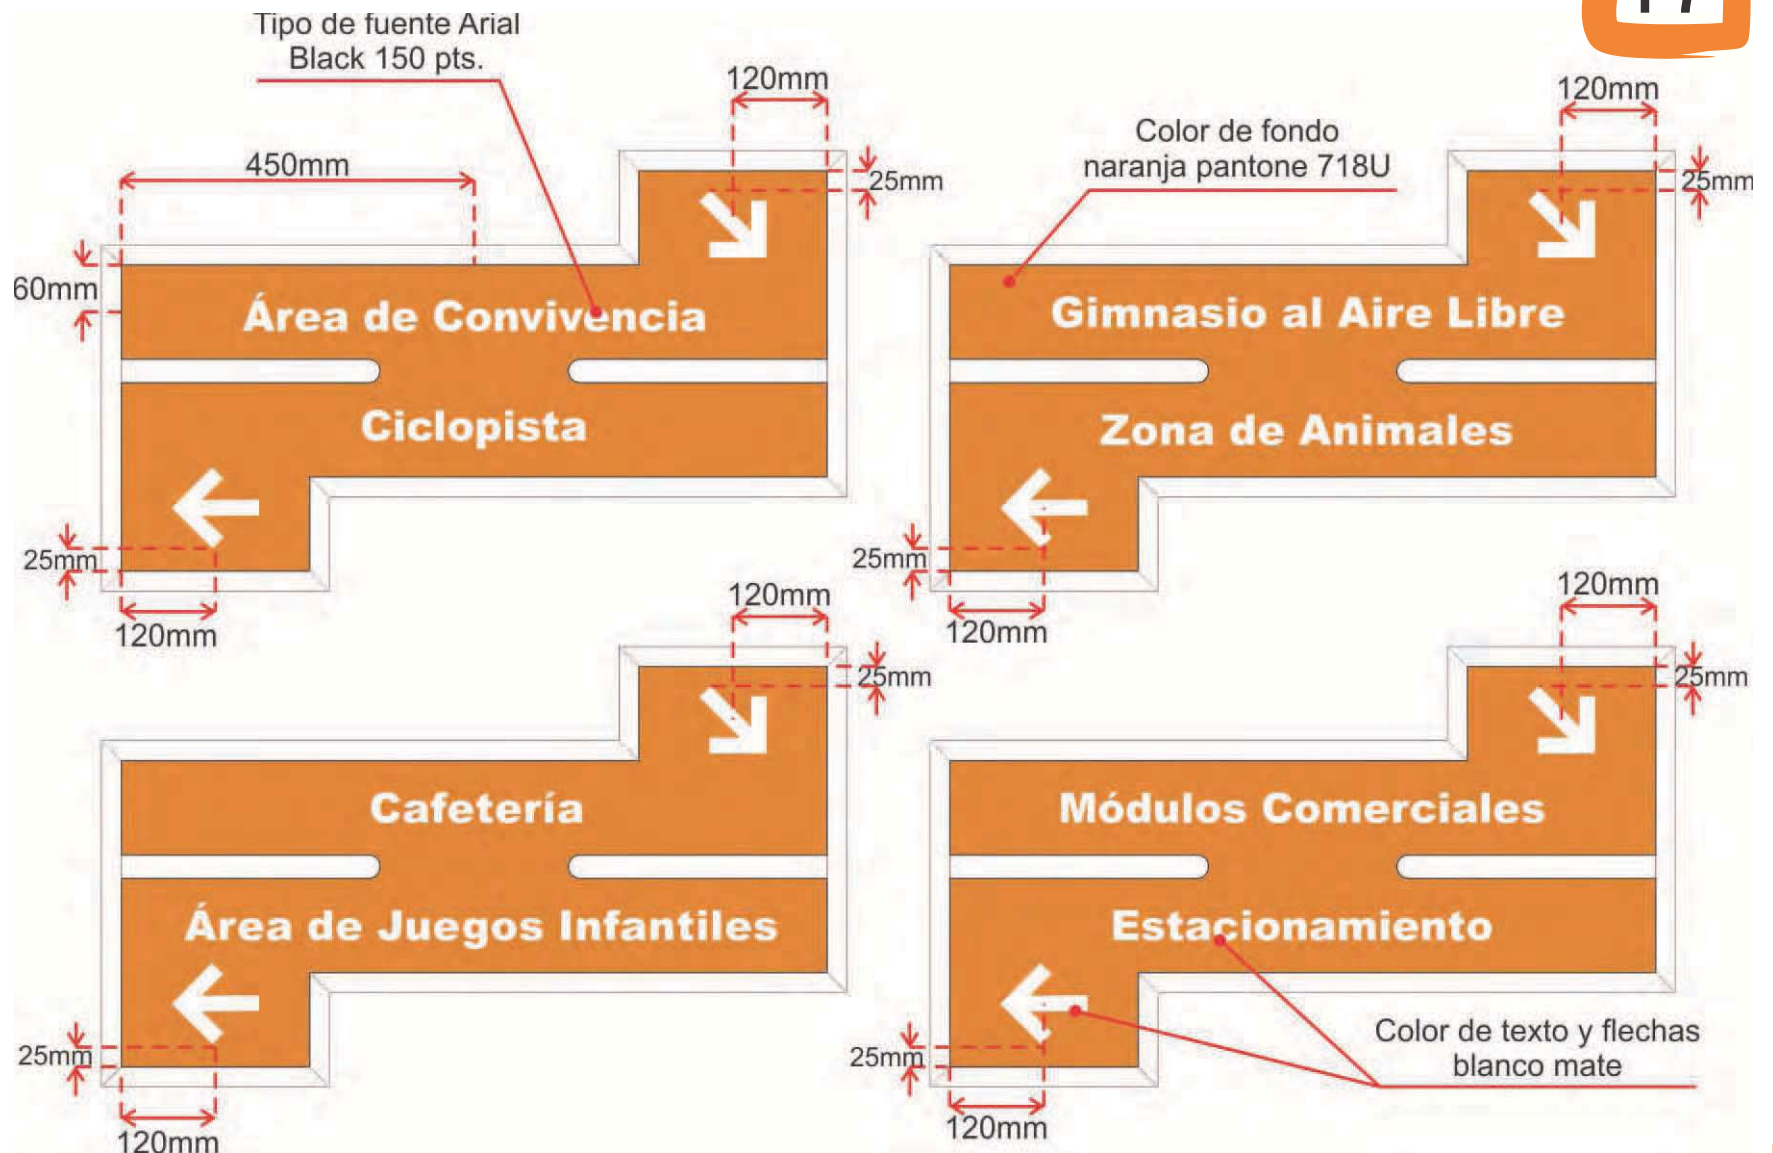 Tipo de fuente Arial
Black 150 pts.
120mm
450mm
25mm
60mm
Área de Convivencia
Ciclopista
25mm
120mm
120mm
Color de fondo
naranja pantone 718U
25mm
Gimnasio al Aire Libre
Zona de Animales
25mm
120mm
120mm
25mm
Cafetería
Área de Juegos Infantiles
25mm
120mm
120mm
25mm
Módulos Comerciales
Estacionamiento
Color de texto y flechas
blanco mate
25mm
120mm